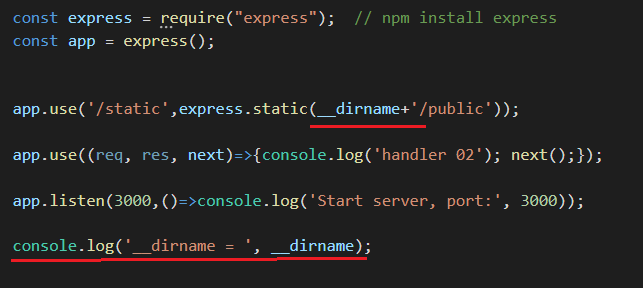 const express = require("express");  // npm install express
const app = express();
app.use('/static',express.static(__dirname+'/public'));
app.use((req, res, next)=>{console.log('handler 02'); next();});
app.listen(3000,()=>console.log('Start server, port:', 3000));
console.log('__dirname = ', __dirname);